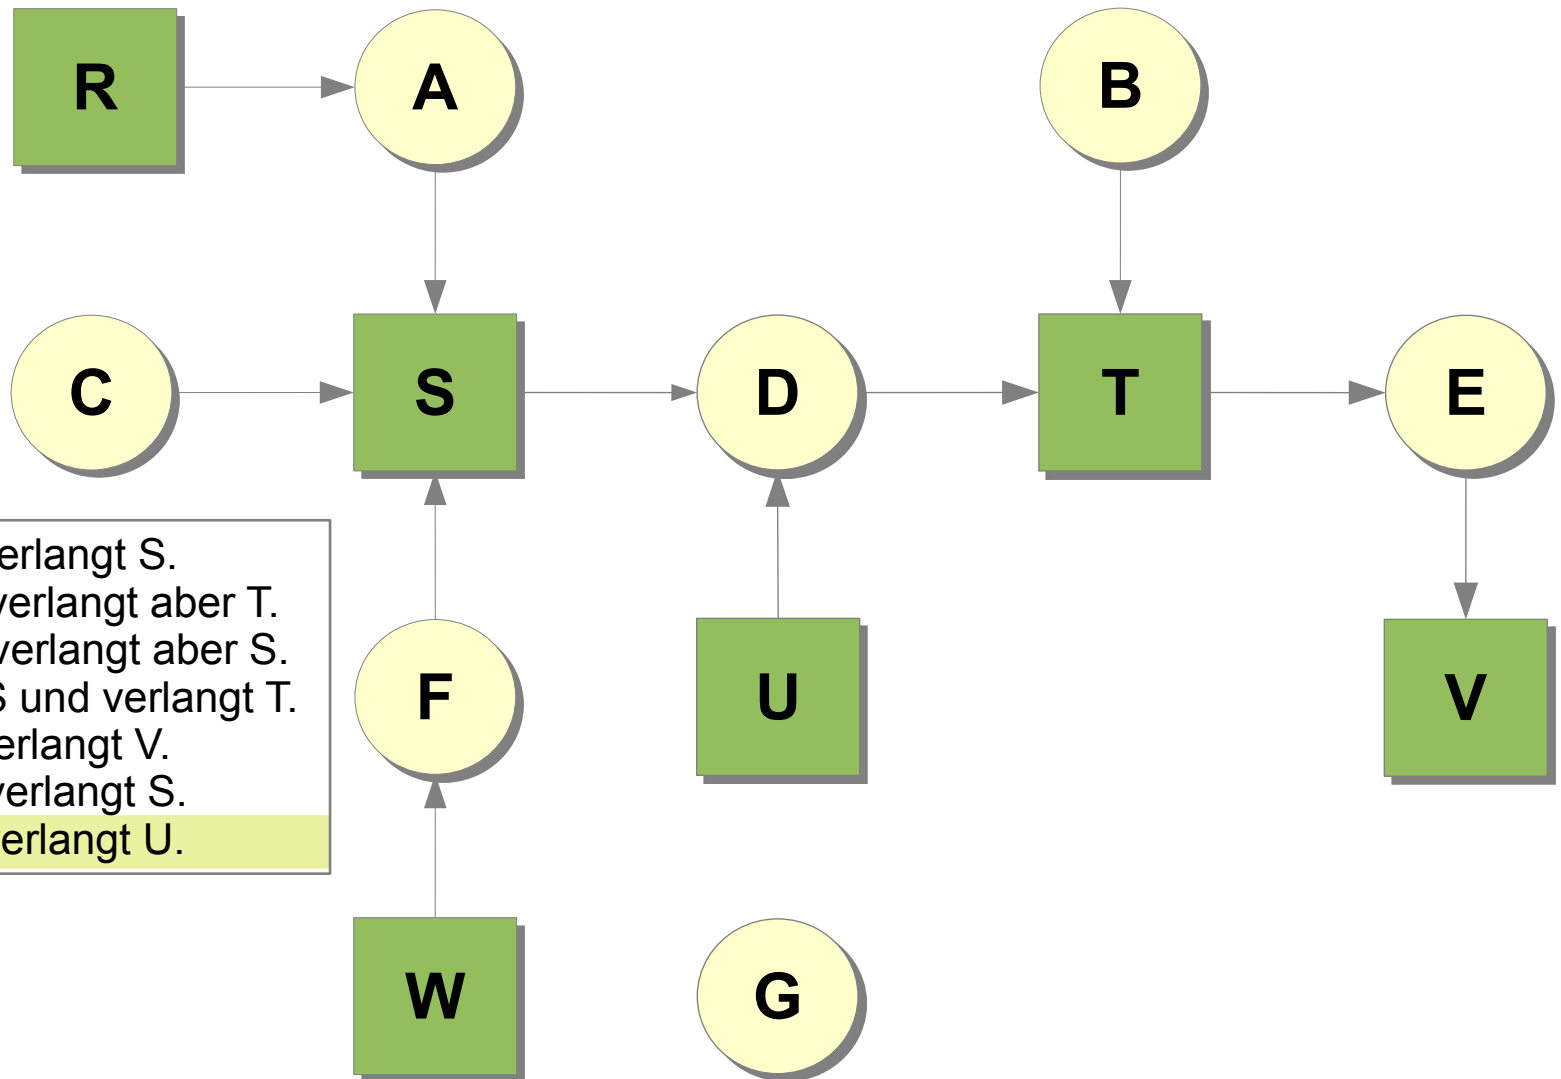 R A B
C S D T E
erlangt S.
verlangt aber T.
verlangt aber S.
S und verlangt T.
erlangt V.
verlangt S.
erlangt U.
F U V
W G